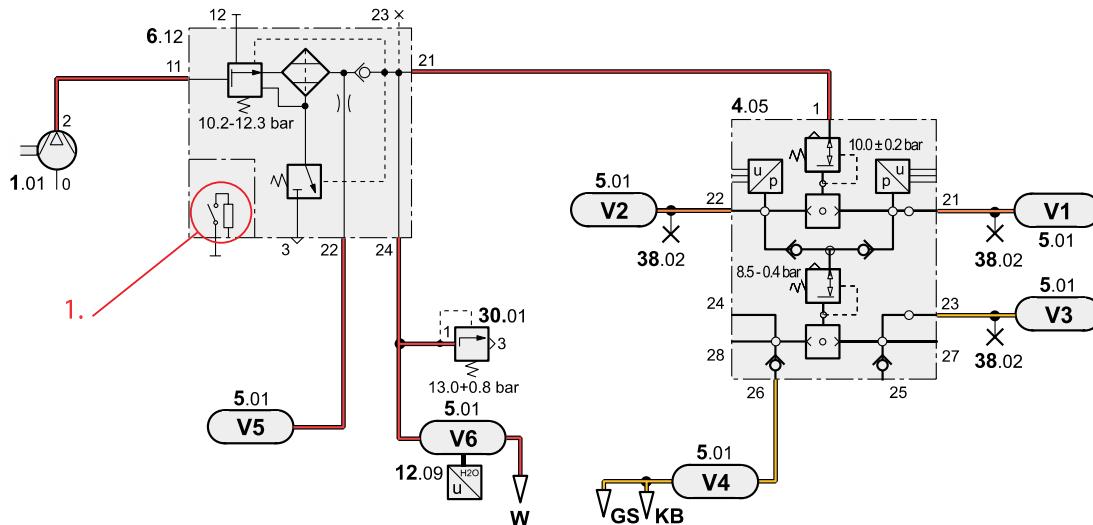 12
23
6.12
11
21
2
1.01
0
10.2-12.3 bar
1.
3
22
24
30.01
1
3
13.0+0.8 bar
5.01
V5
5.01
V6
12.09
H2O
u
W
4.05
1
10.0 ± 0.2 bar
u
p
u
p
5.01
V2
22
38.02
21
V1
5.01
38.02
8.5 - 0.4 bar
24
28
23
27
5.01
V3
38.02
26
25
5.01
V4
GS
KB